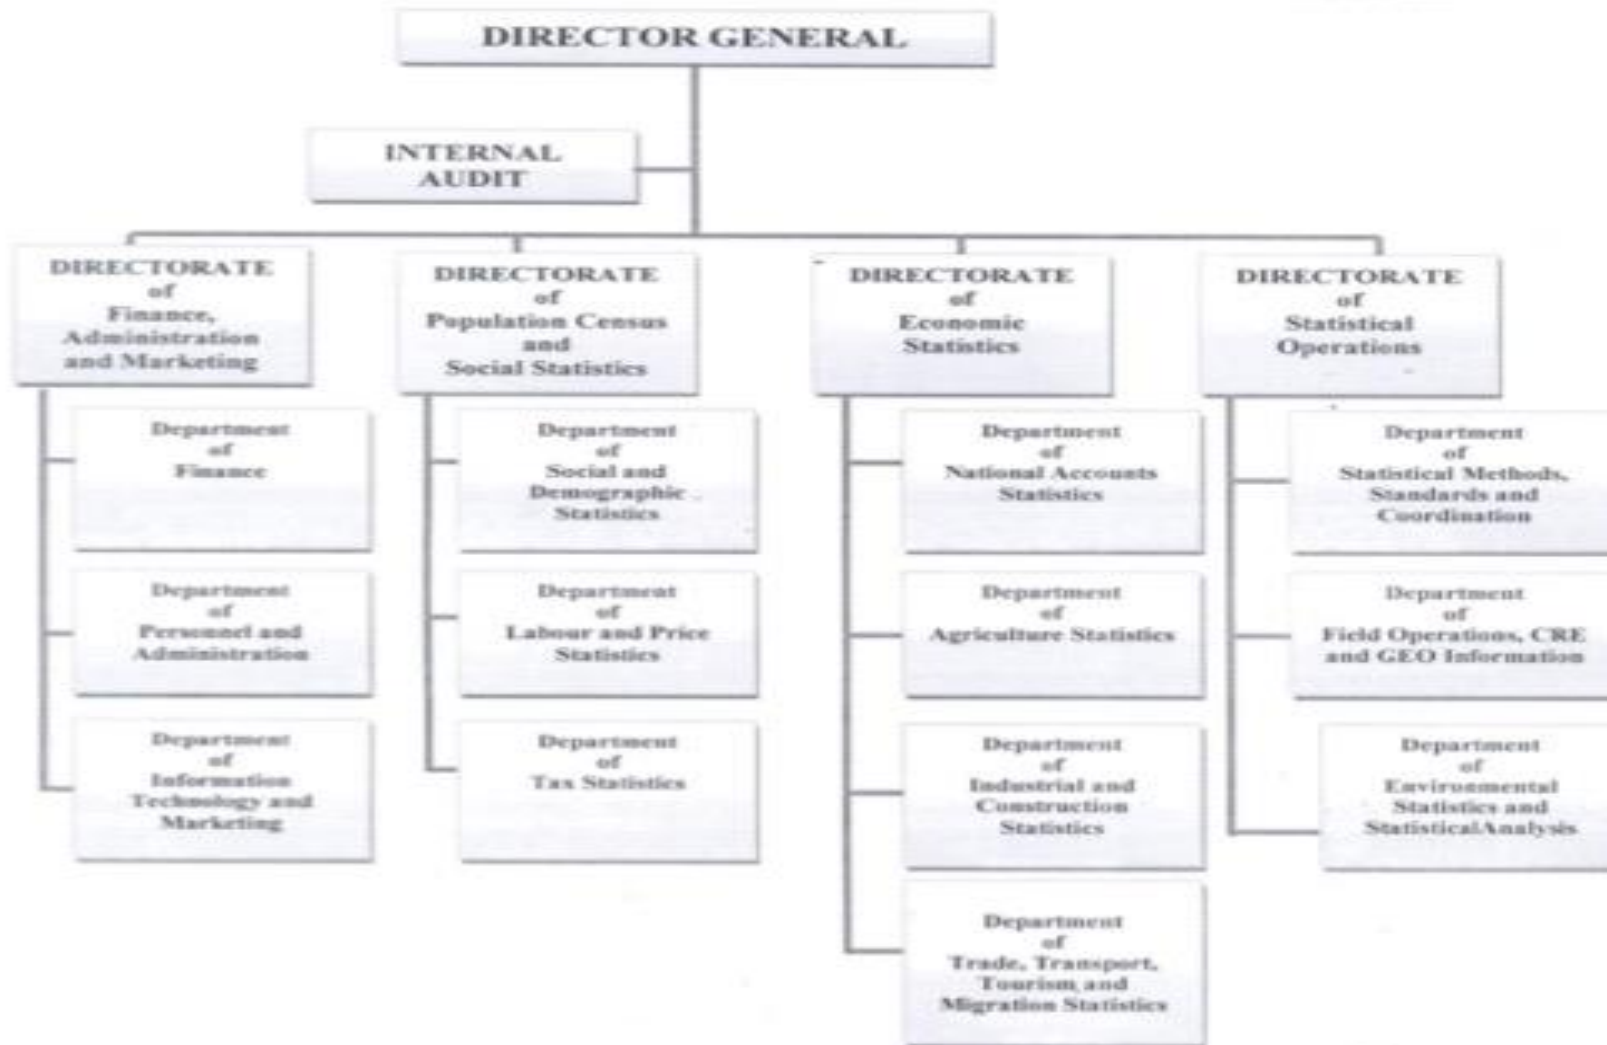 DIRECTOR GENERAL
INTERNAL
AUDIT
DIRECTORATE
of
Finance,
Administration
and Marketing
Department
of
Finance
Department
of
Personnel and
Administration
Department
of
Information
Technology and
Marketing
DIRECTORATE
of
Population Census
and
Social Statistics
Department
of
Social and
Demographic
Statistics
Department
of
Labour and Price
Statistics
Department
of
Tax Statistics
DIRECTORATE
of
Economic
Statistics
Department
of
National Accounts
Statistics
Department
of
Agriculture Statistics
Department
of
Industrial and
Construction
Statistics
Department
of
Trade, Transport,
Tourism and
Migration Statistics
DIRECTORATE
of
Statistical
Operations
Department
of
Statistical Methods,
Standards and
Coordination
Department
of
Field Operations, CRE
and GEO Information
Department
of
Environmental
Statistics and
StatisticalAnalysis